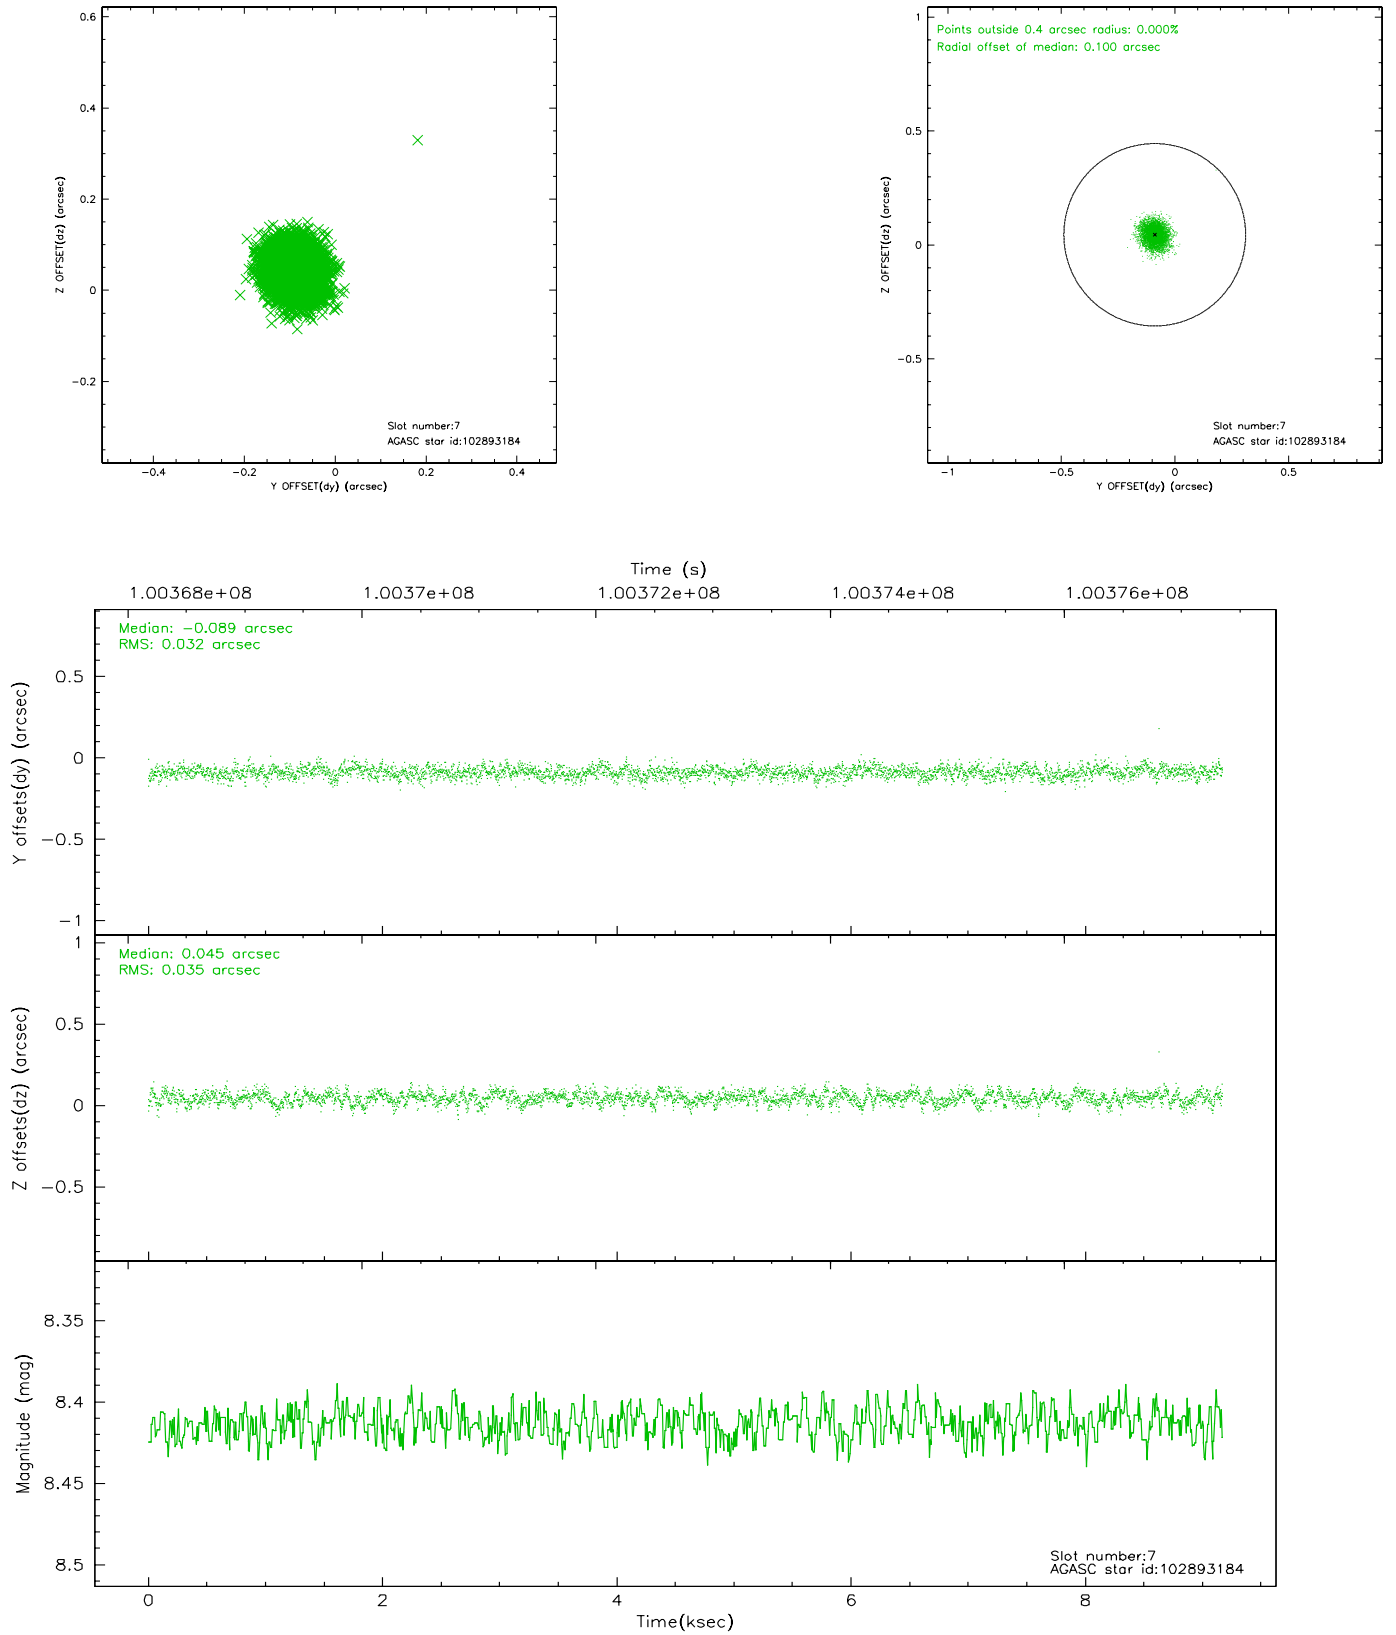 0.6
0.4
0.2
0
−0.2
Z OFFSET(dz) (arcsec)
−0.4 −0.2 0 0.2 0.4
Y OFFSET(dy) (arcsec)
Slot number:7
AGASC star id:102893184
Points outside 0.4 arcsec radius: 0.000%
Radial offset of median: 0.100 arcsec
1
0.5
0
−0.5
Z OFFSET(dz) (arcsec)
−1 −0.5 0 0.5
Y OFFSET(dy) (arcsec)
Slot number:7
AGASC star id:102893184
Time (s)
1.00368e+08 1.0037e+08 1.00372e+08 1.00374e+08 1.00376e+08
Median: −0.089 arcsec
RMS: 0.032 arcsec
0.5
0
−0.5
−1
Y offsets(dy) (arcsec)
Median: 0.045 arcsec
RMS: 0.035 arcsec
1
0.5
0
−0.5
Z offsets(dz) (arcsec)
8.35
8.4
8.45
8.5
Magnitude (mag)
Slot number:7
AGASC star id:102893184
0 2 4 6 8
Time(ksec)